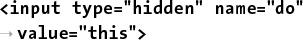 <input type="hidden" name="do"
→ value="this">